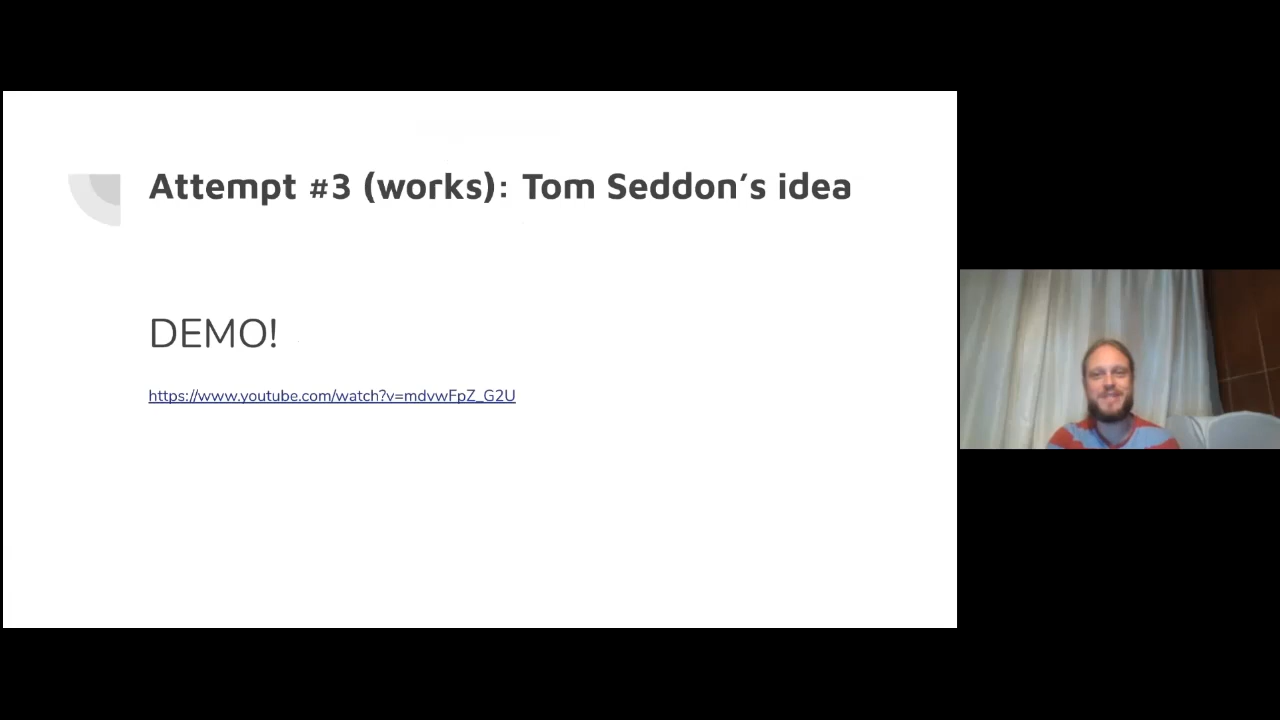 Attempt #3 (works): Tom Seddon’s idea
DEMO!
https://www.youtube.com/watch?v=mdvwFpZ_G2U